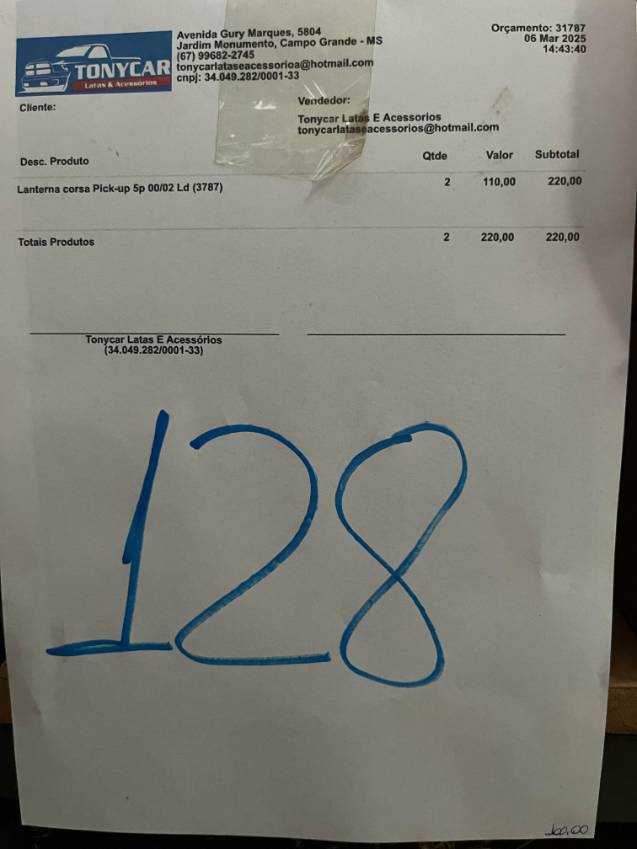 TONYCAR
Latas & Acessórios
Avenida Gury Marques, 5804
Jardim Monumento, Campo Grande - MS
(67) 99682-2745
tonycarlataseacessorioa@hotmail.com
cnpj: 34.049.282/0001-33
Orçamento: 31787
06 Mar 2025
14:43:40
Cliente:
Vendedor:
Tonycar Latas E Acessorios
tonycarlataseacessorios@hotmail.com
Desc. Produto Qtde Valor Subtotal
Lanterna corsa Pick-up 5p 00/02 Ld (3787) 2 110,00 220,00
Totais Produtos 2 220,00 220,00
Tonycar Latas E Acessórios
(34.049.282/0001-33)
128